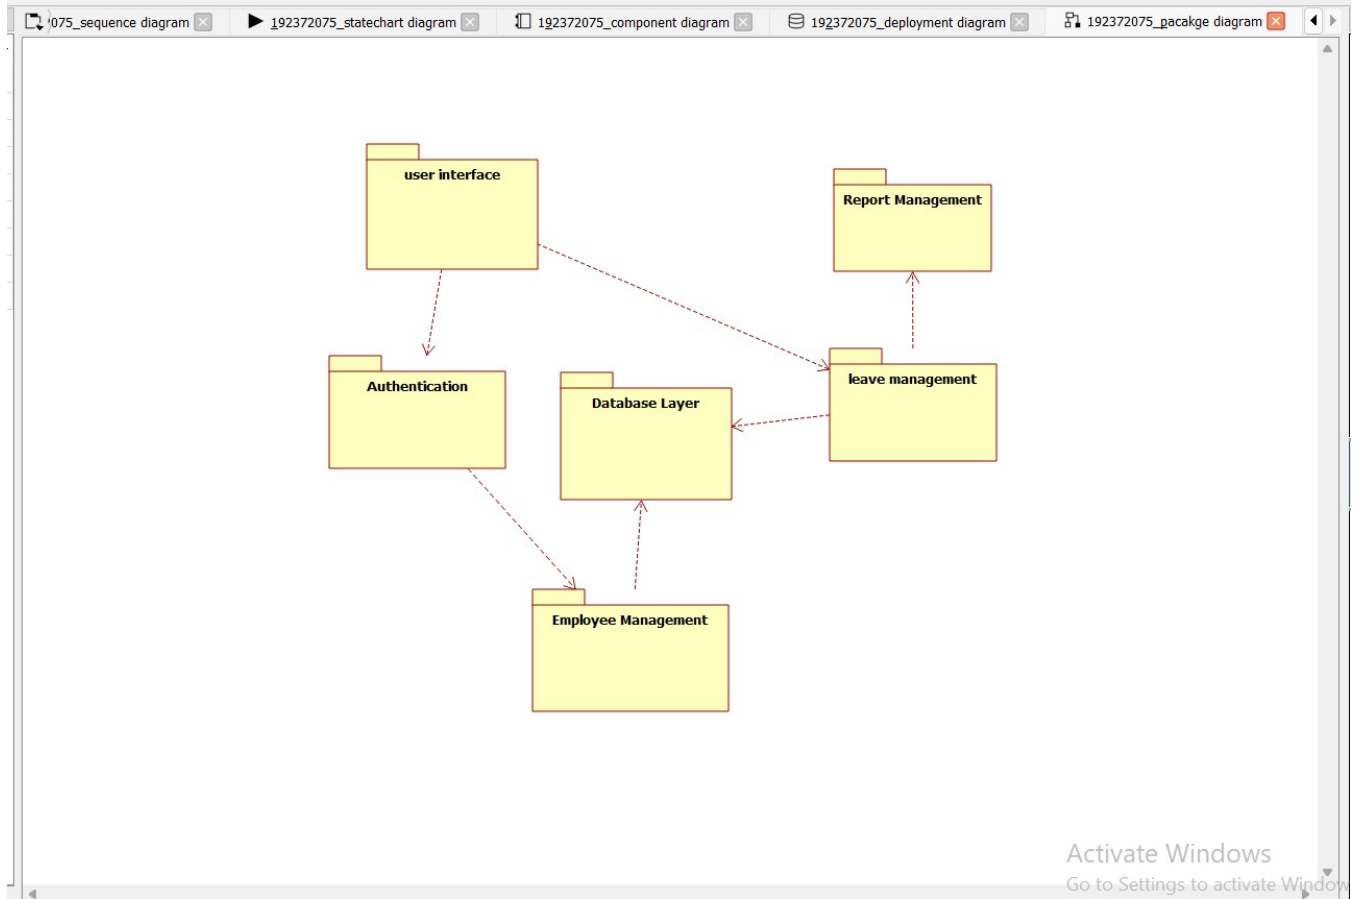 075_sequence diagram
192372075_statechart diagram
192372075_component diagram
192372075_deployment diagram
192372075_pacakge diagram
user interface
Report Management
Authentication
Database Layer
leave management
Employee Management
Activate Windows
Go to Settings to activate Window